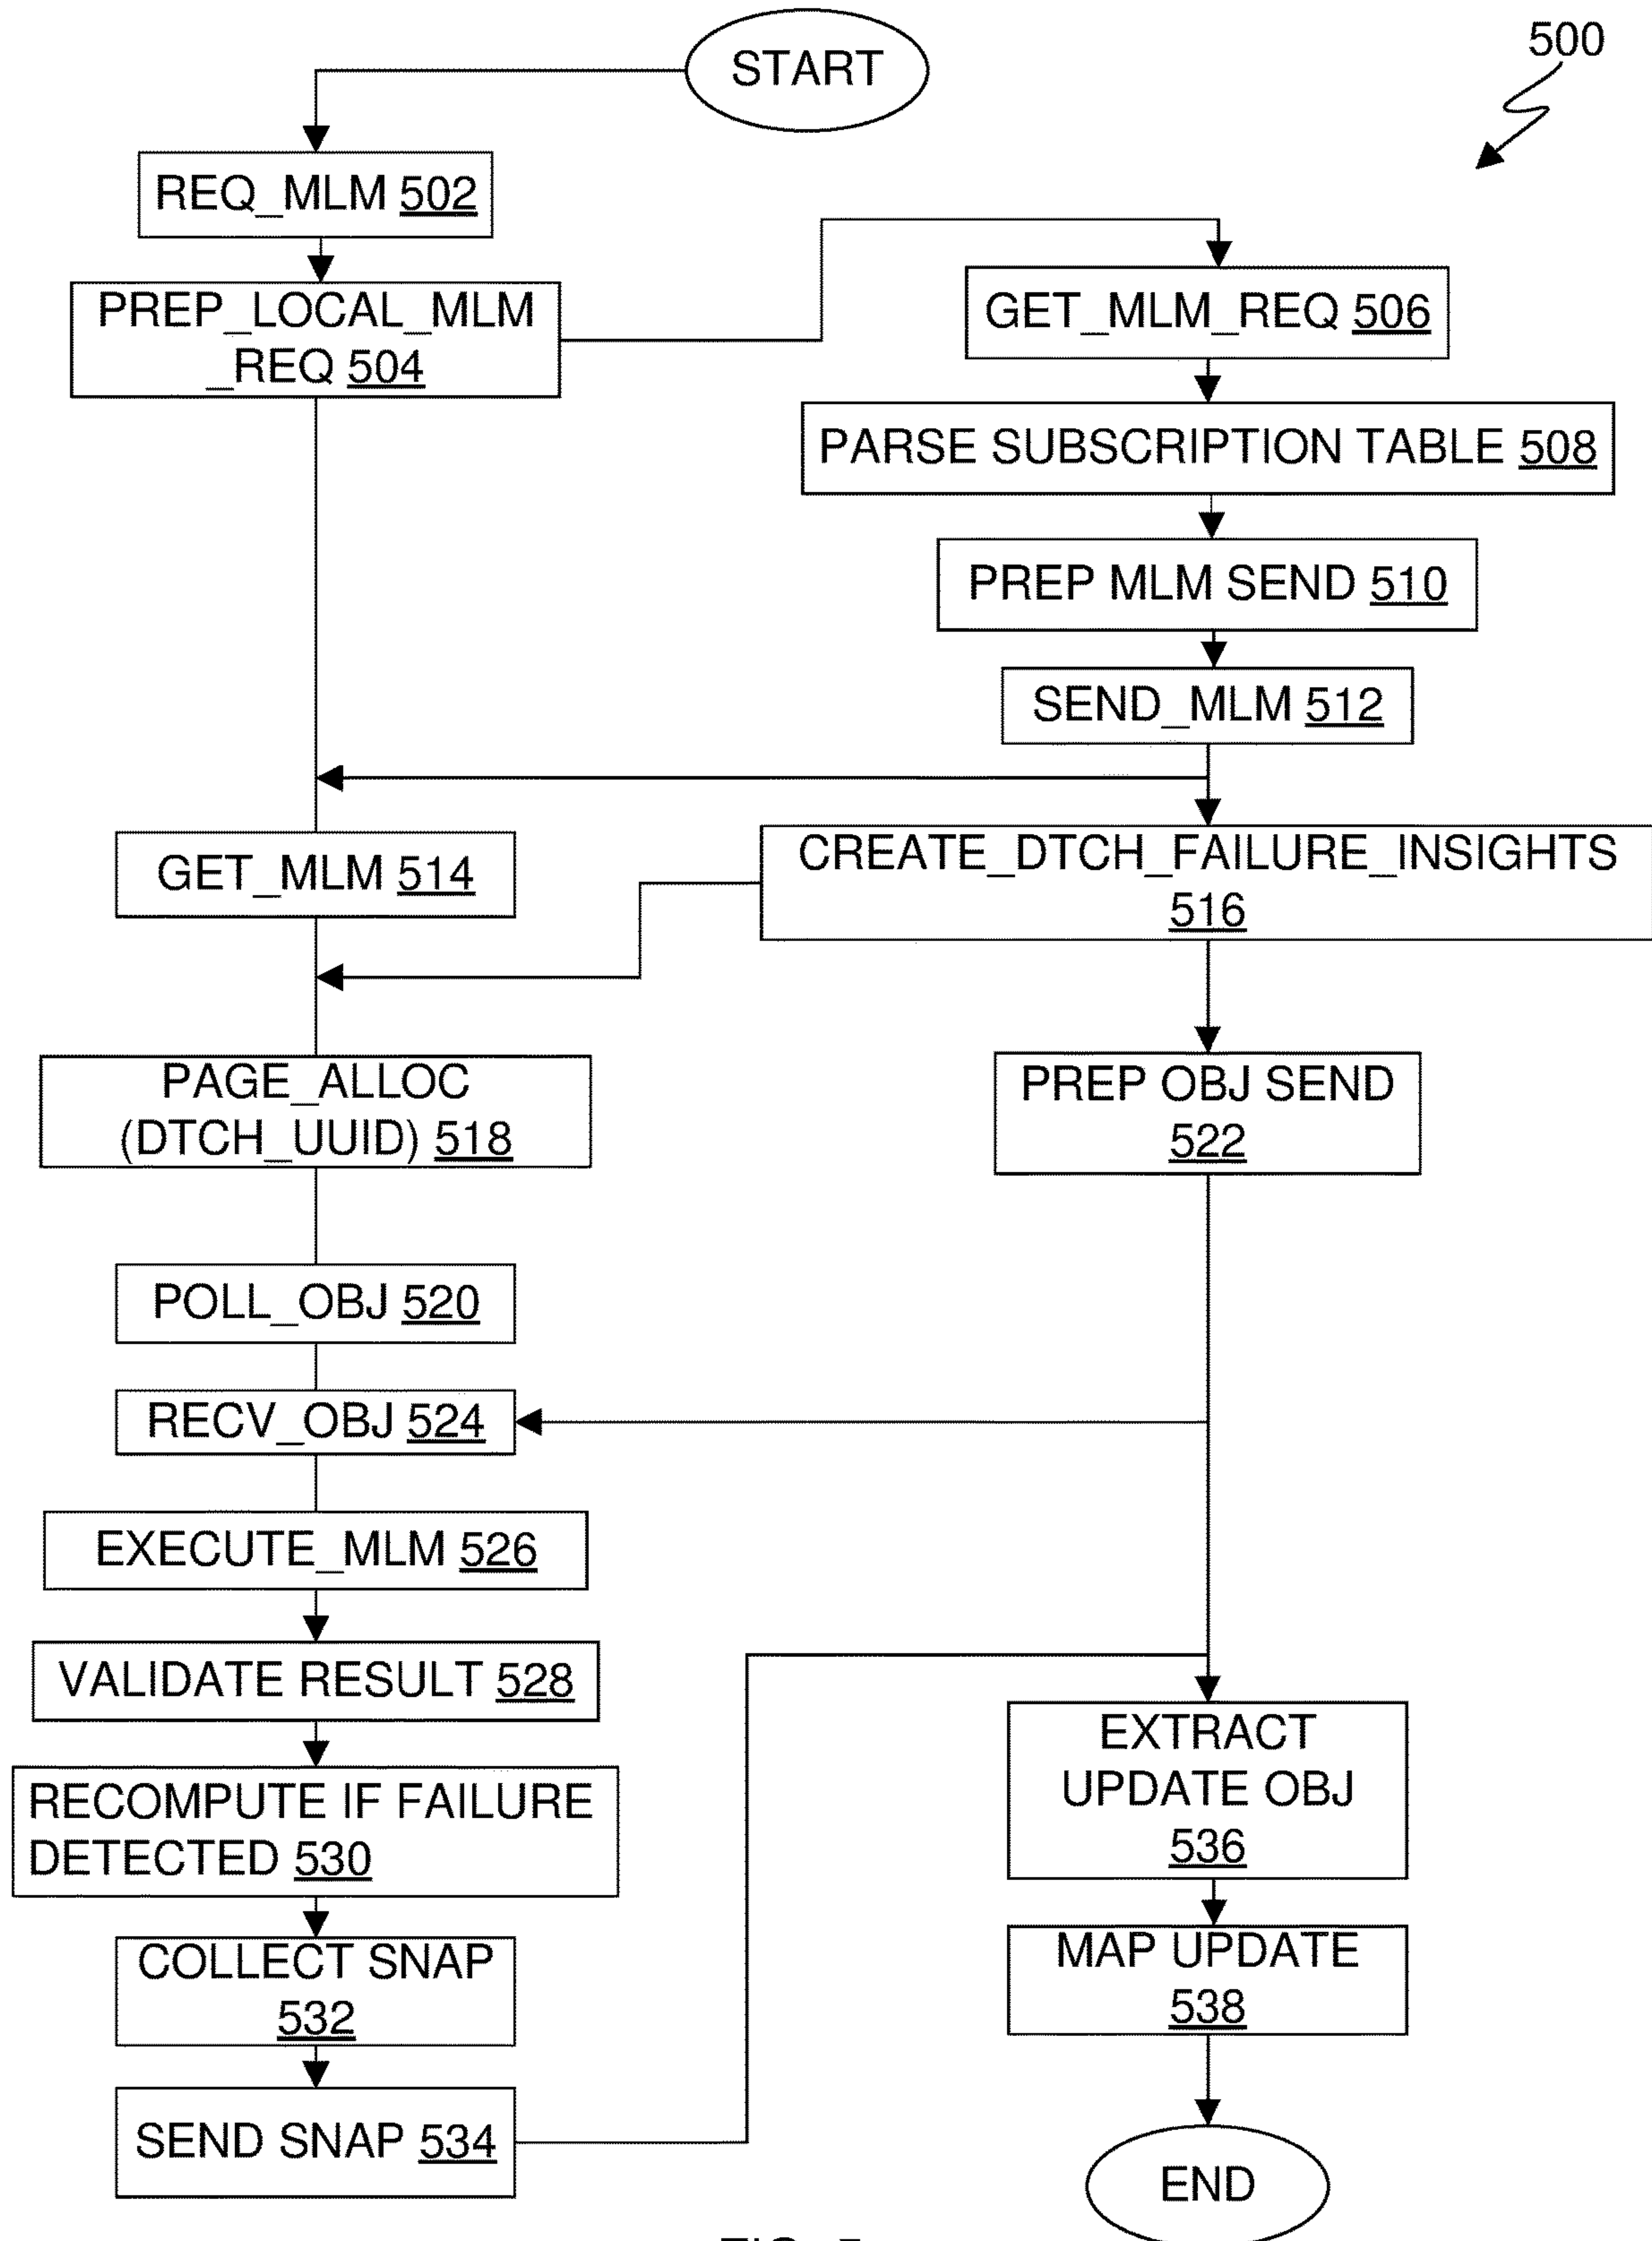 START
500
REQ_MLM 502
PREP_LOCAL_MLM
_REQ 504
GET_MLM_REQ 506
PARSE SUBSCRIPTION TABLE 508
PREP MLM SEND 510
SEND_MLM 512
GET_MLM 514
CREATE_DTCH_FAILURE_INSIGHTS
516
PAGE_ALLOC
(DTCH_UUID) 518
POLL_OBJ 520
PREP OBJ SEND
522
RECV_OBJ 524
EXECUTE_MLM 526
VALIDATE RESULT 528
RECOMPUTE IF FAILURE
DETECTED 530
COLLECT SNAP
532
SEND SNAP 534
EXTRACT
UPDATE OBJ
536
MAP UPDATE
538
END